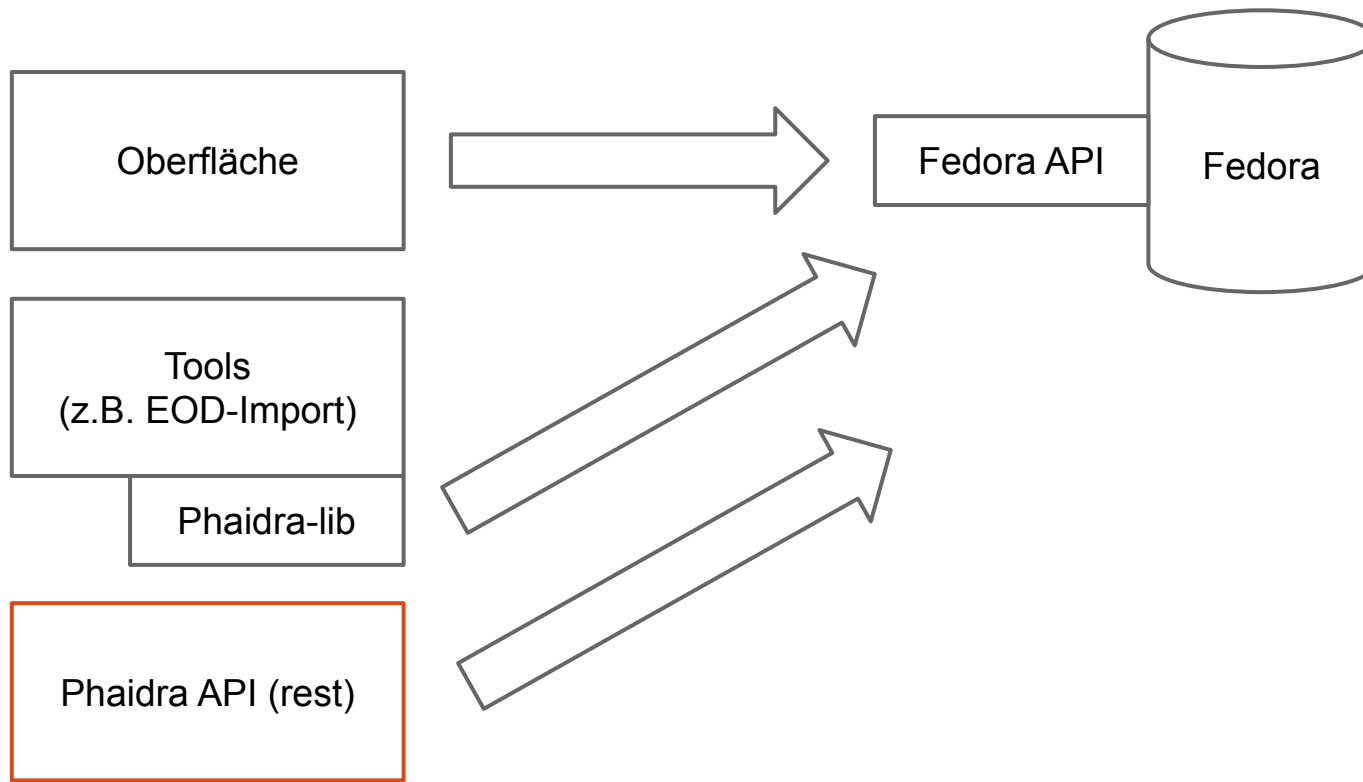 Oberfläche
Fedora API
Fedora
Tools
(z.B. EOD-Import)
Phaidra-lib
Phaidra API (rest)